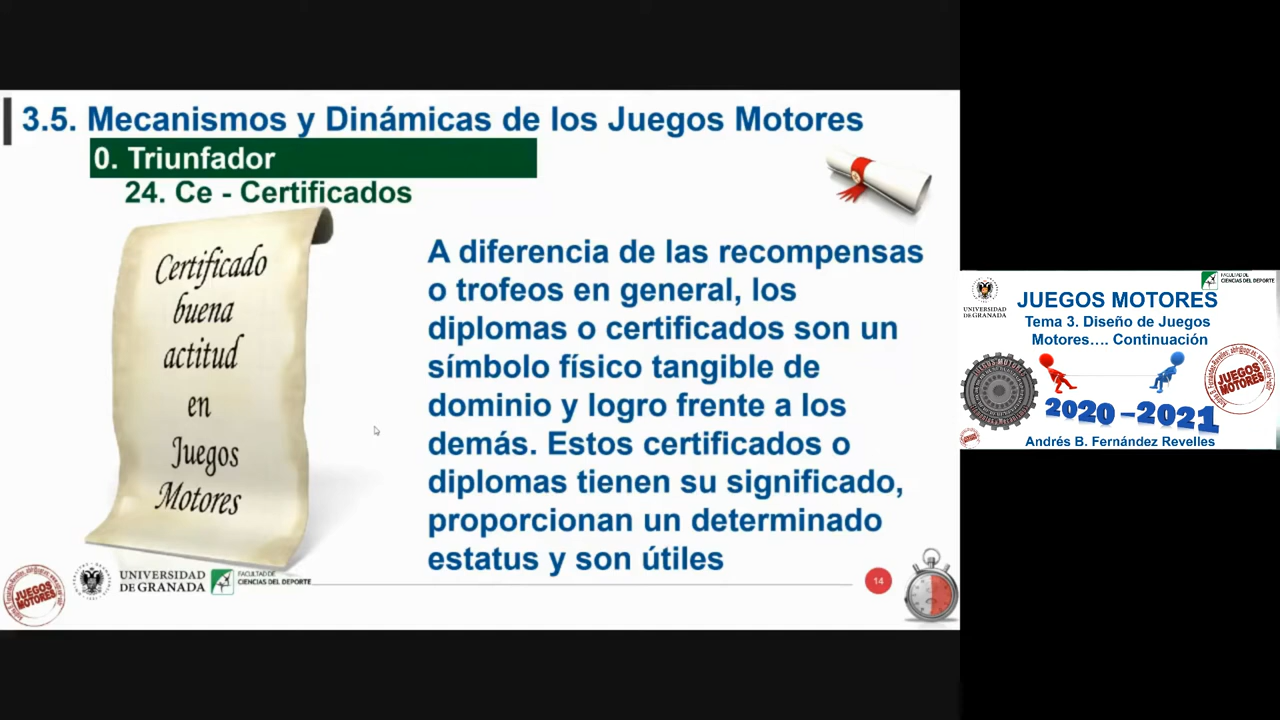 3.5. Mecanismos y Dinámicas de los Juegos Motores
0. Triunfador
24. Ce - Certificados
Certificado
buena
actitud
en
Juegos
Motores
A diferencia de las recompensas
o trofeos en general, los
diplomas o certificados son un
símbolo físico tangible de
dominio y logro frente a los
demás. Estos certificados o
diplomas tienen su significado,
proporcionan un determinado
estatus y son útiles
JUEGOS
MOTORES
UNIVERSIDAD
DE GRANADA
FACULTAD DE
CIENCIAS DEL DEPORTE
14
UNIVERSIDAD
DE GRANADA
FACULTAD DE
CIENCIAS DEL DEPORTE
JUEGOS MOTORES
Tema 3. Diseño de Juegos
Motores.... Continuación
JUEGOS
MOTORES
2020 -2021
Andrés B. Fernández Revelles